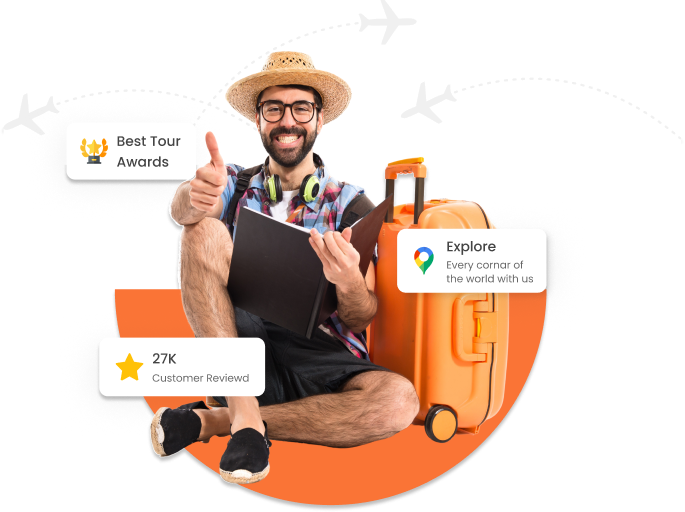 Best Tour
Awards
Explore
Every cornar of
the world with us
27K
Customer Reviewd